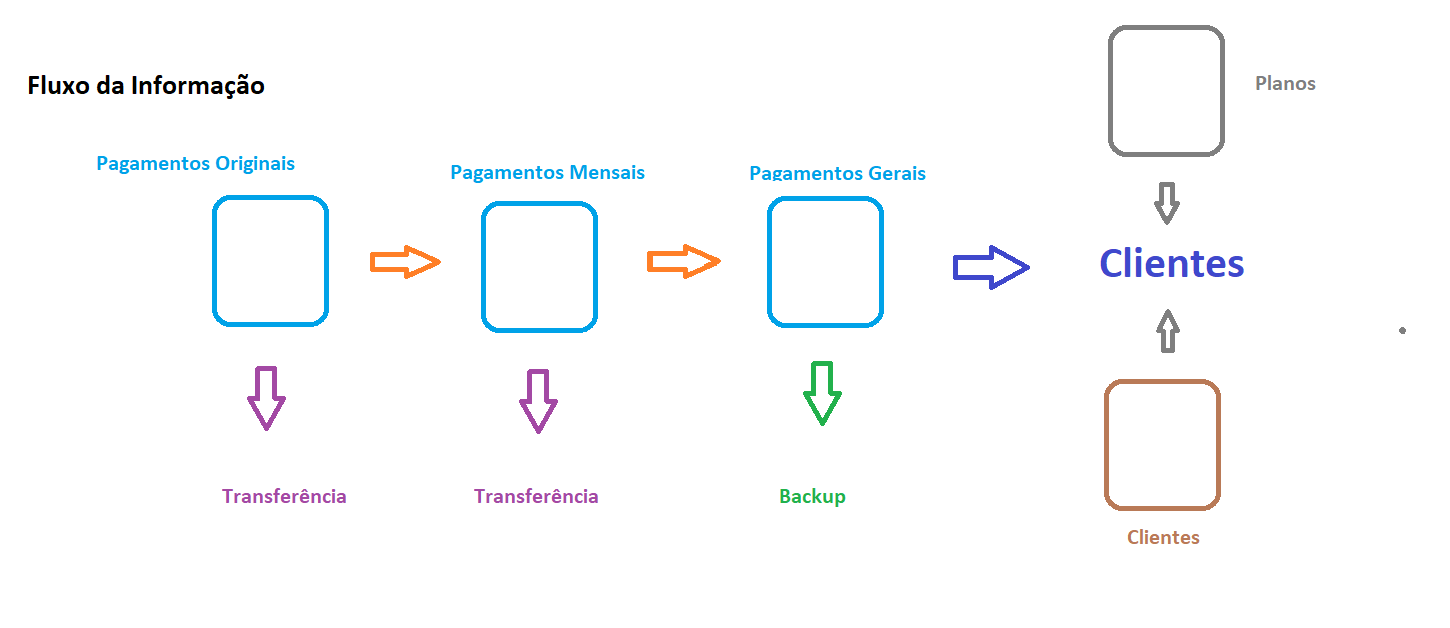 Fluxo da Informação
Planos
Pagamentos Originais
Pagamentos Mensais
Pagamentos Gerais
Clientes
Transferência
Transferência
Backup
Clientes